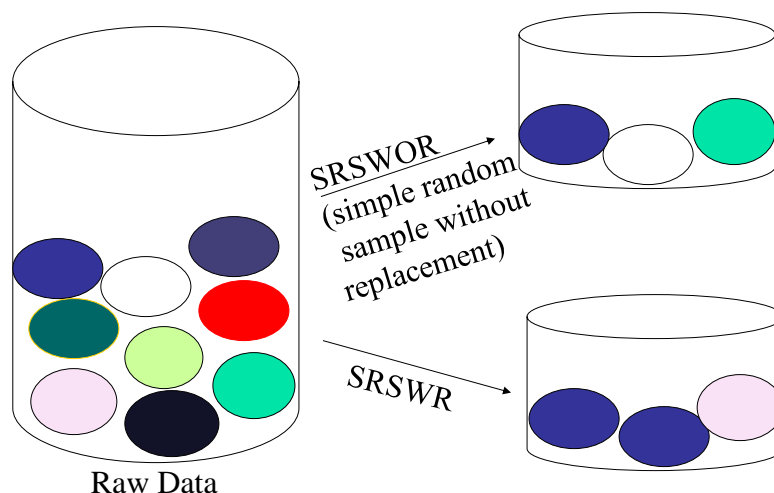 SRSWOR
(simple random
sample without
replacement)
SRSWR
Raw Data